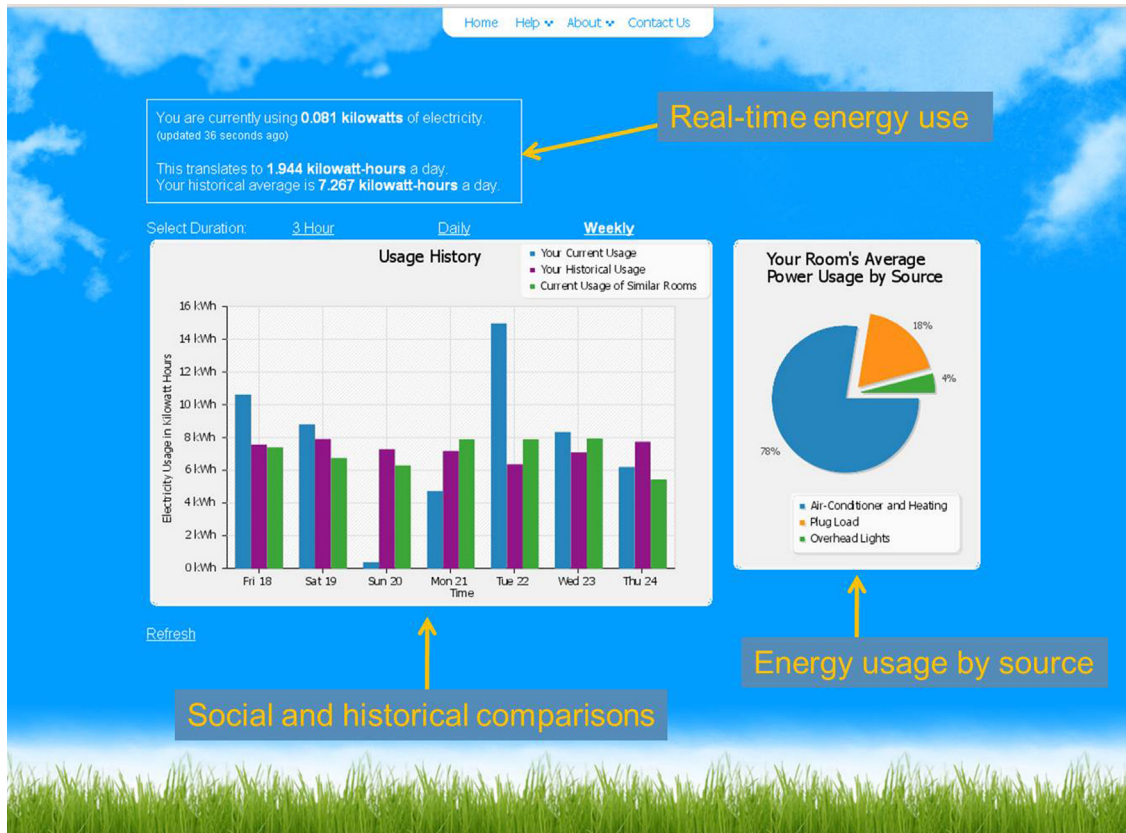 Home Help About Contact Us
You are currently using 0.081 kilowatts of electricity.
(updated 36 seconds ago)
This translates to 1.944 kilowatt-hours a day.
Your historical average is 7.267 kilowatt-hours a day.
Real-time energy use
Select Duration: 3 Hour Daily Weekly
Usage History
Your Current Usage
Your Historical Usage
Current Usage of Similar Rooms
Electricity Usage in Kilowatt Hours
16 kWh
14 kWh
12 kWh
10 kWh
8 kWh
6 kWh
4 kWh
2 kWh
0 kWh
Fri 18 Sat 19 Sun 20 Mon 21 Tue 22 Wed 23 Thu 24
Time
Your Room's Average
Power Usage by Source
18%
4%
78%
Air-Conditioner and Heating
Plug Load
Overhead Lights
Refresh
Energy usage by source
Social and historical comparisons